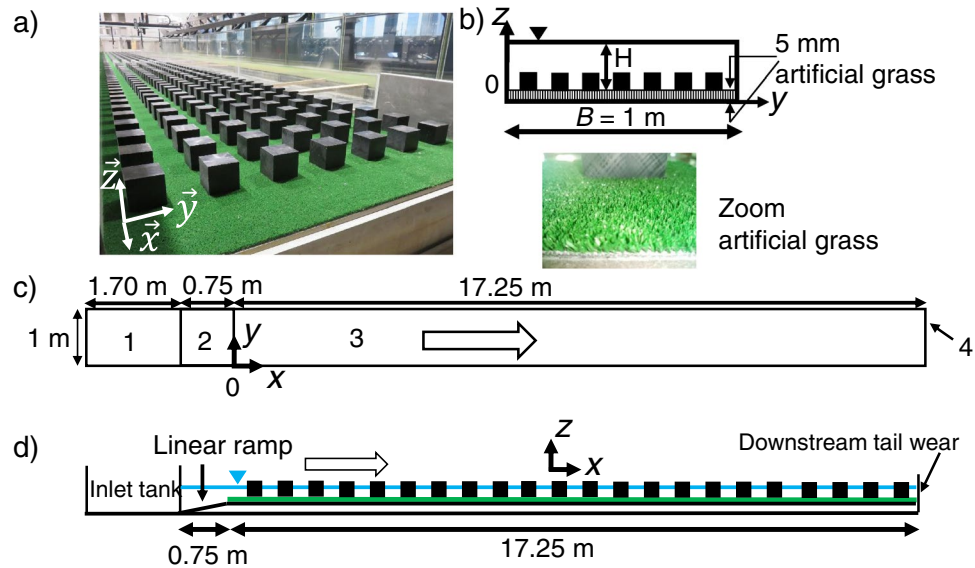 a)
z
y
x
b)
z
H
0
y
B = 1 m
5 mm
artificial grass
Zoom
artificial grass
c)
1.70 m
0.75 m
17.25 m
1 m
1
2
3
4
y
0
x
d)
Linear ramp
z
x
Downstream tail wear
Inlet tank
0.75 m
17.25 m